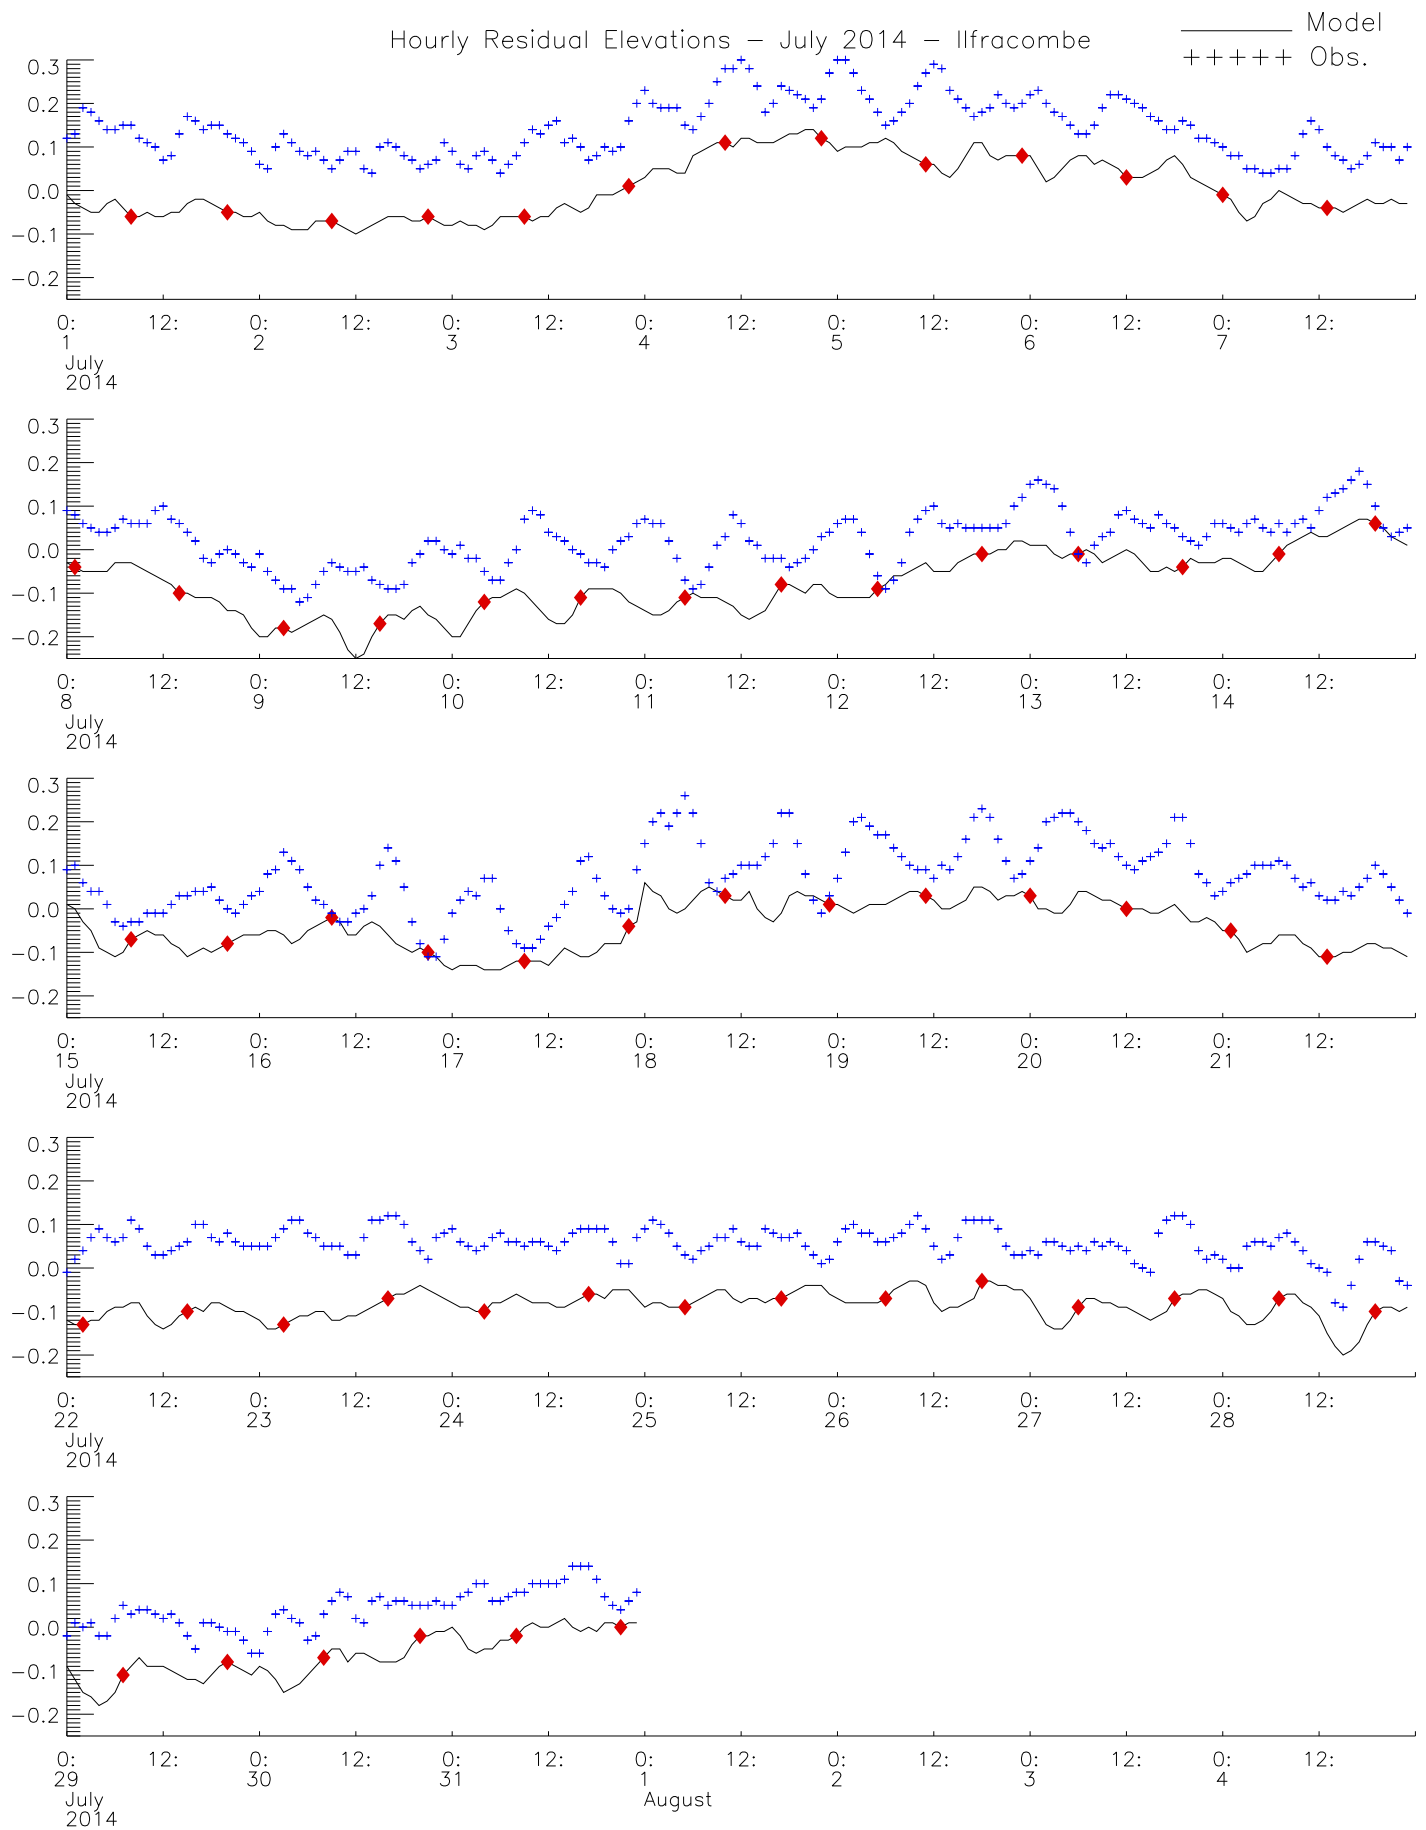 Hourly Residual Elevations – July 2014 – Ilfracombe
Model
+++++ Obs.
0.3
0.2
0.1
0.0
−0.1
−0.2
0: 12: 0: 12: 0: 12: 0: 12: 0: 12: 0: 12: 0: 12:
1 2 3 4 5 6 7
July
2014
0.3
0.2
0.1
0.0
−0.1
−0.2
0: 12: 0: 12: 0: 12: 0: 12: 0: 12: 0: 12: 0: 12:
8 9 10 11 12 13 14
July
2014
0.3
0.2
0.1
0.0
−0.1
−0.2
0: 12: 0: 12: 0: 12: 0: 12: 0: 12: 0: 12: 0: 12:
15 16 17 18 19 20 21
July
2014
0.3
0.2
0.1
0.0
−0.1
−0.2
0: 12: 0: 12: 0: 12: 0: 12: 0: 12: 0: 12: 0: 12:
22 23 24 25 26 27 28
July
2014
0.3
0.2
0.1
0.0
−0.1
−0.2
0: 12: 0: 12: 0: 12: 0: 12: 0: 12: 0: 12: 0: 12:
29 30 31 1 2 3 4
July August
2014